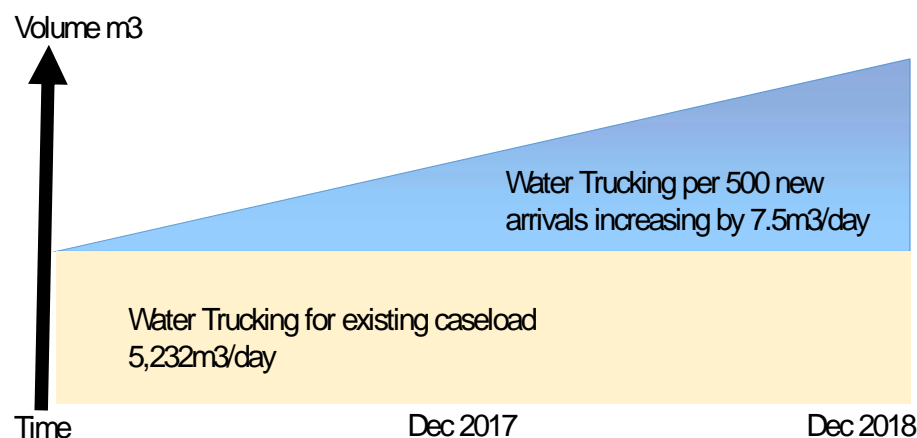 Volume m3
Water Trucking per 500 new
arrivals increasing by 7.5m3/day
Water Trucking for existing caseload
5,232m3/day
Time
Dec 2017
Dec 2018